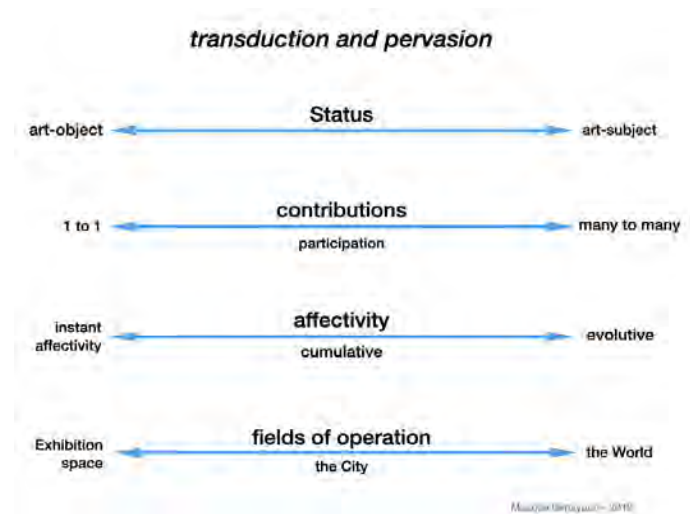 transduction and pervasion
Status
art-object
art-subject
contributions
1 to 1
many to many
participation
affectivity
instant
affectivity
evolutive
cumulative
fields of operation
Exhibition
space
the World
the City